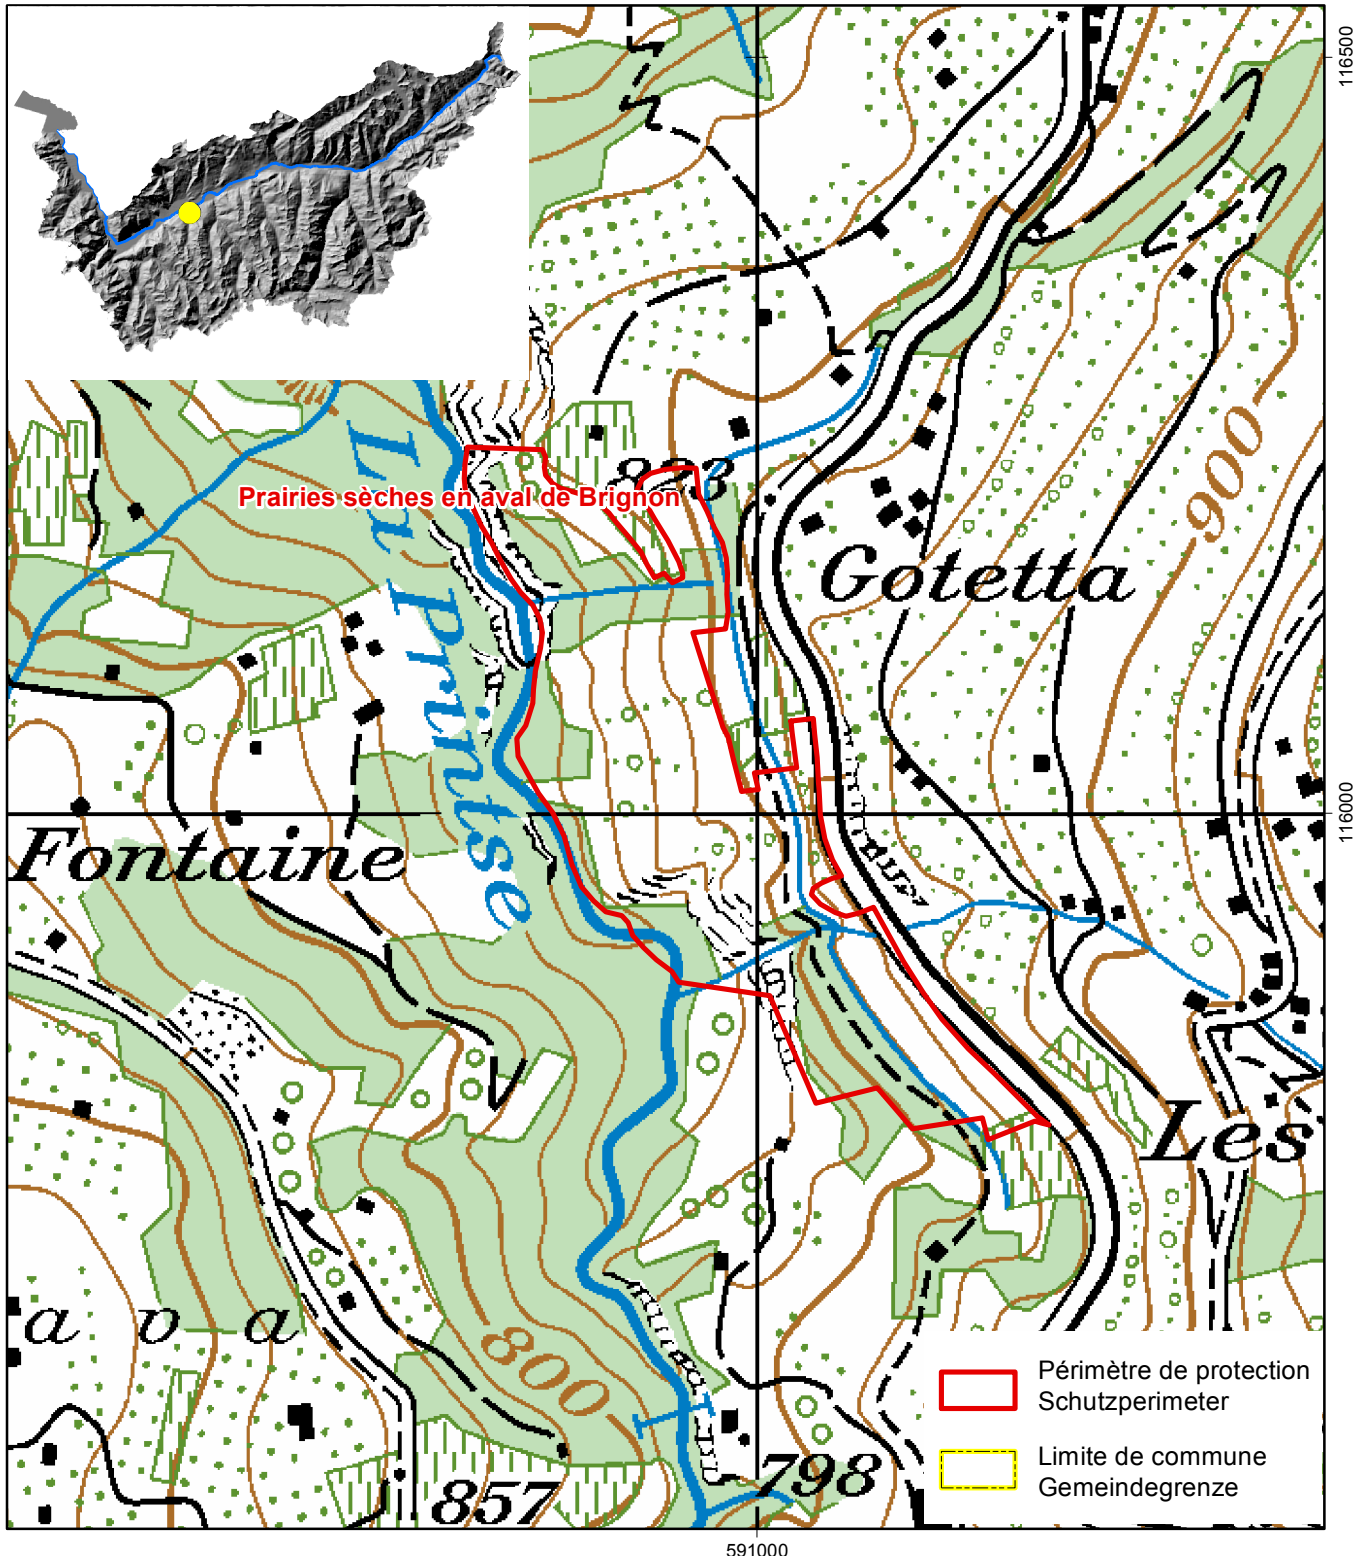 116500
Prairies sèches en aval de Brignon
La Printse
Gotetta
900
116000
Fontaine
Les
a v a
800
857
798
Périmètre de protection
Schutzperimeter
Limite de commune
Gemeindegrenze
591000